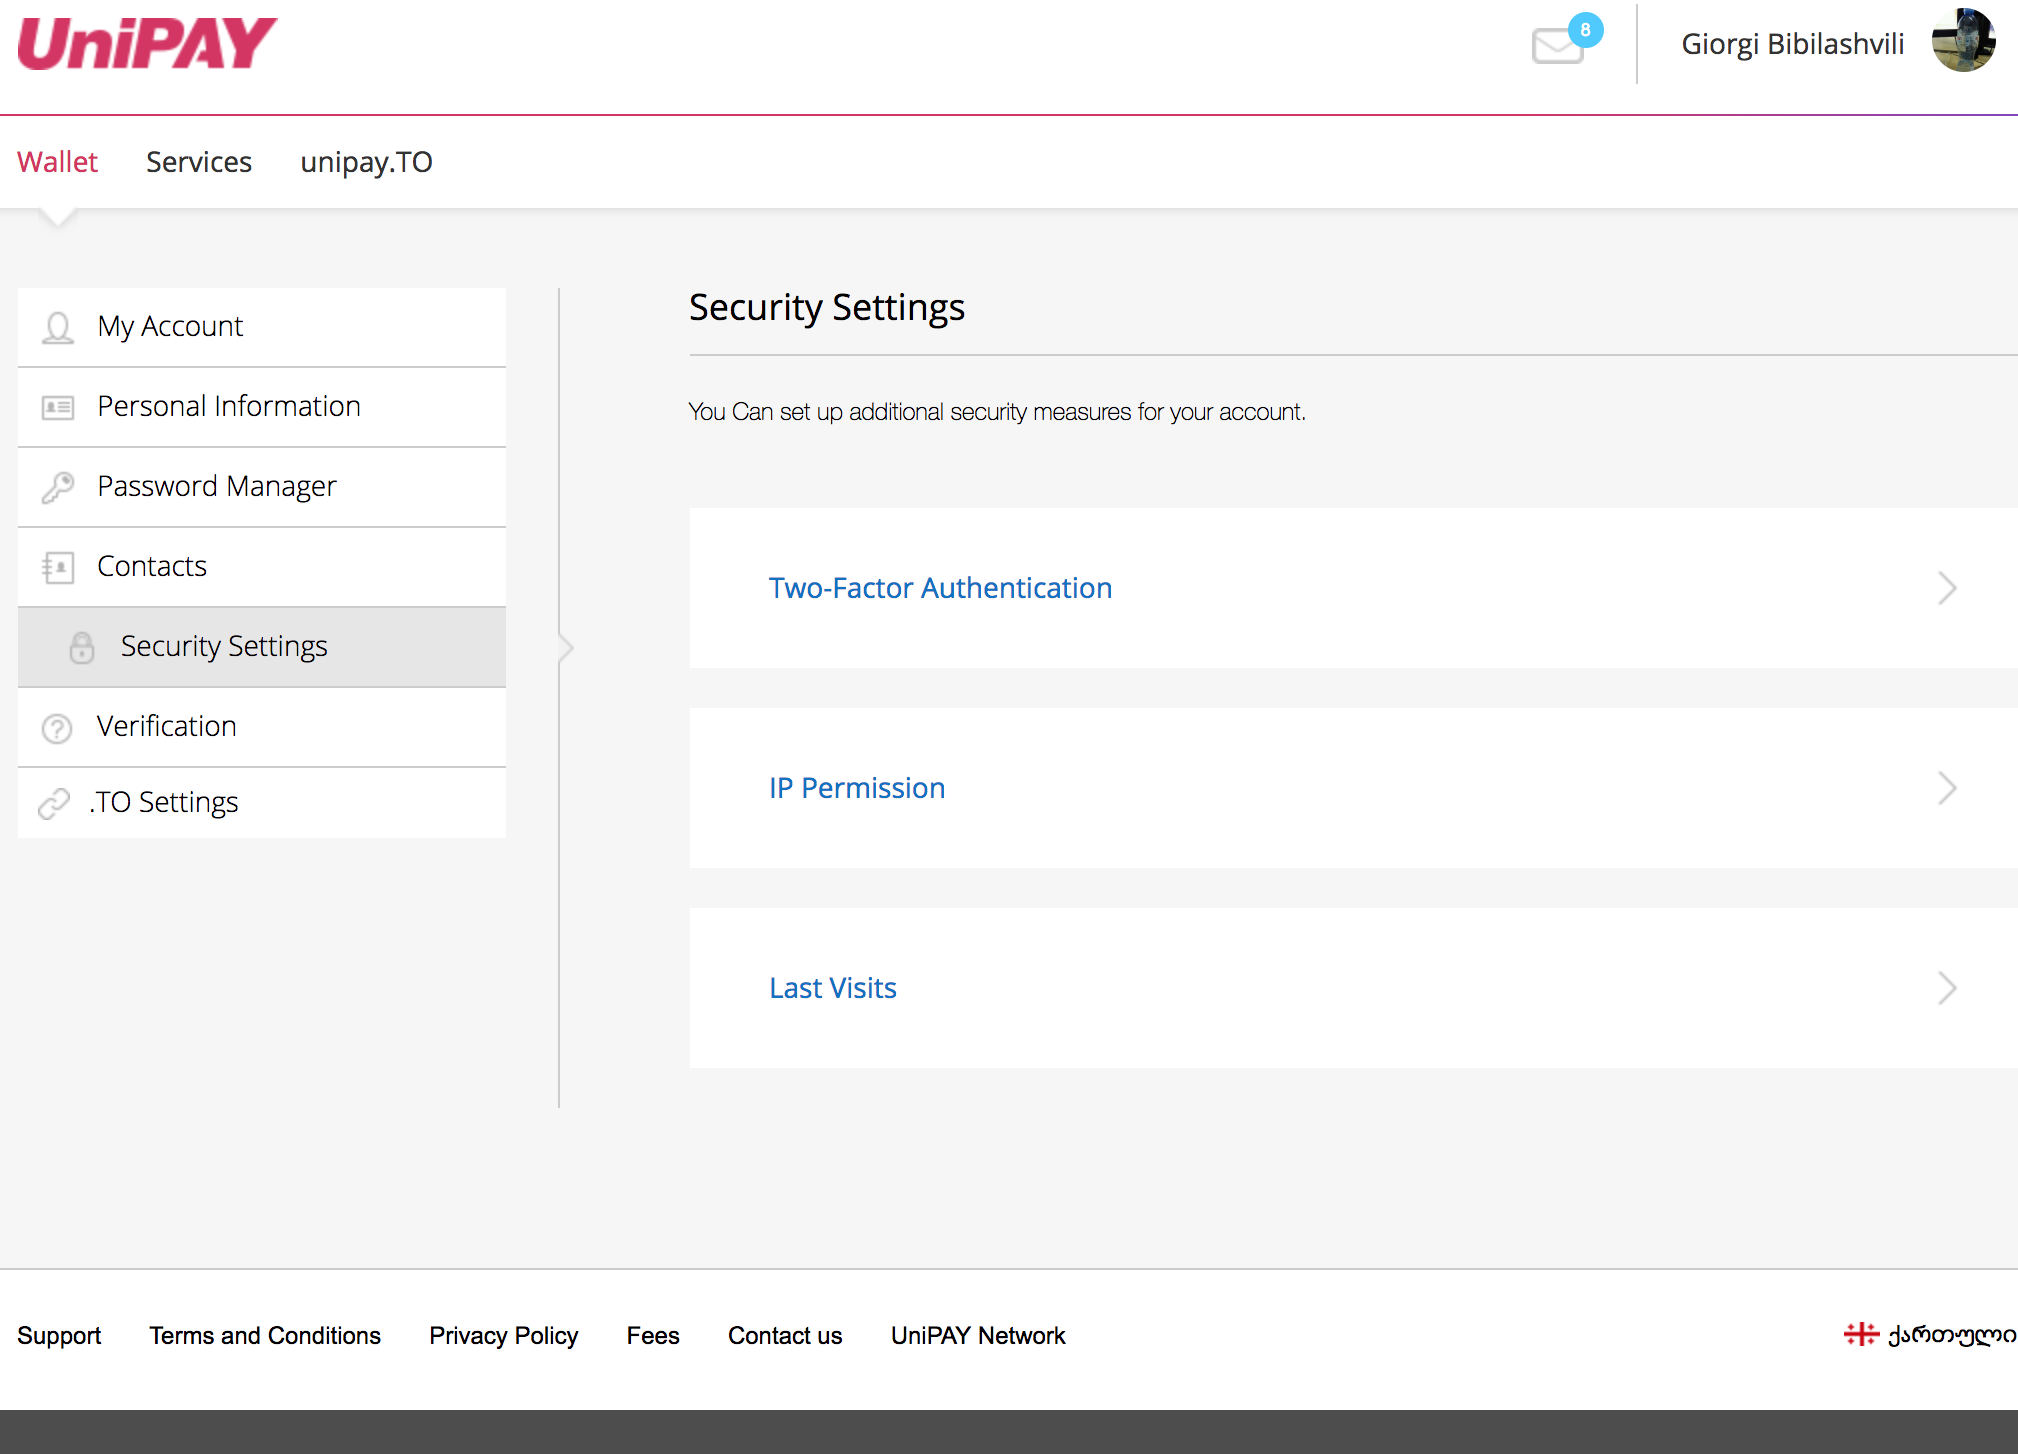 UniPAY
8
Giorgi Bibilashvili
Wallet
Services
unipay.TO
My Account
Personal Information
Password Manager
Contacts
Security Settings
Verification
.TO Settings
Security Settings
You Can set up additional security measures for your account.
Two-Factor Authentication
IP Permission
Last Visits
Support
Terms and Conditions
Privacy Policy
Fees
Contact us
UniPAY Network
ქართული